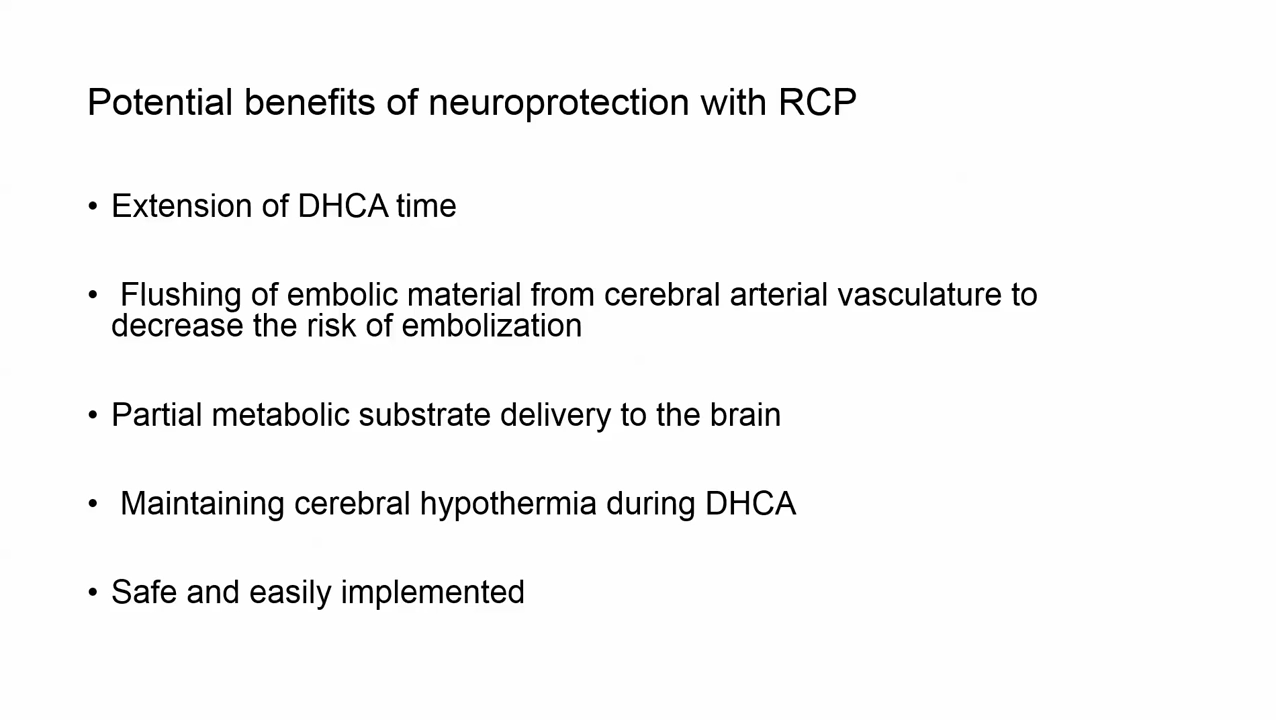 Potential benefits of neuroprotection with RCP
• Extension of DHCA time
• Flushing of embolic material from cerebral arterial vasculature to
decrease the risk of embolization
• Partial metabolic substrate delivery to the brain
• Maintaining cerebral hypothermia during DHCA
• Safe and easily implemented